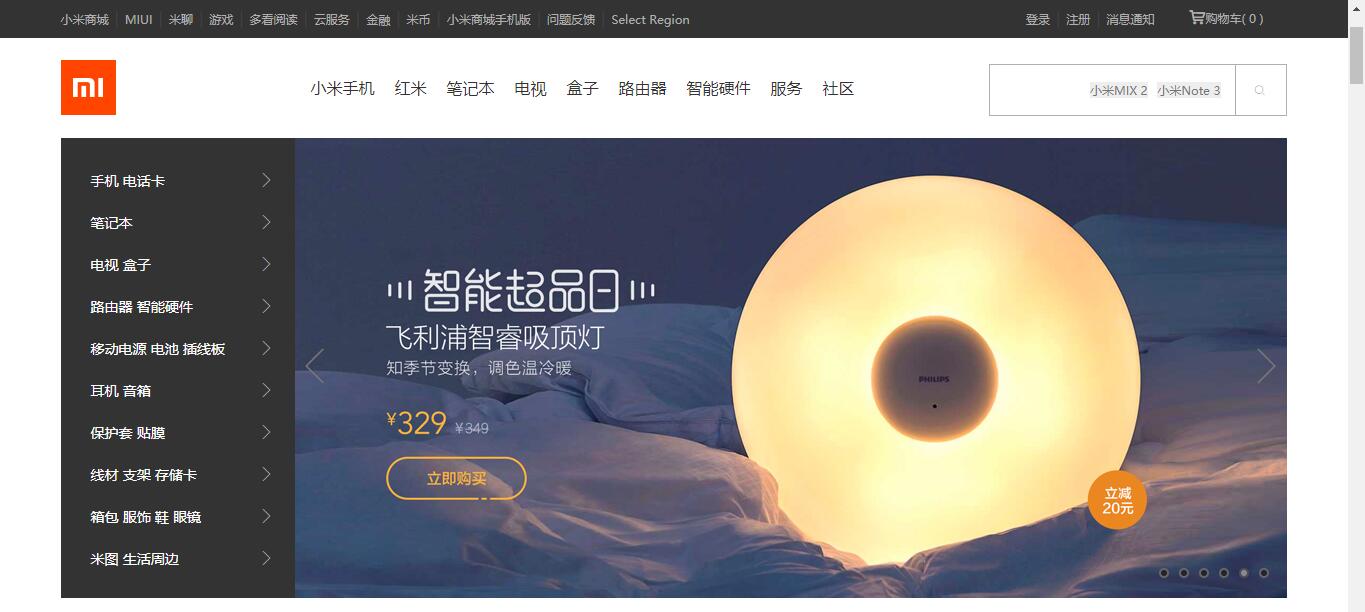 小米商城 MIUI 米聊 游戏 多看阅读 云服务 金融 米币 小米商城手机版 问题反馈 Select Region 登录 注册 消息通知 购物车( 0 )
mi 小米手机 红米 笔记本 电视 盒子 路由器 智能硬件 服务 社区 小米MIX 2 小米Note 3
手机 电话卡
笔记本
电视 盒子
路由器 智能硬件
移动电源 电池 插线板
耳机 音箱
保护套 贴膜
线材 支架 存储卡
箱包 服饰 鞋 眼镜
米图 生活周边
智能超品日
飞利浦智睿吸顶灯
知季节变换，调色温冷暖
¥329 ¥349
立即购买
PHILIPS
立减
20元